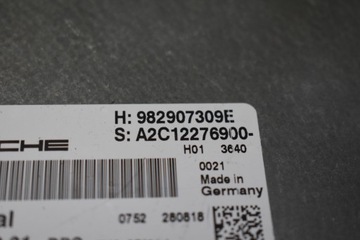 H: 982907309E
S: A2C12276900-
H01 3640
CHE
0021
Made in
Germany
al
0752 280818